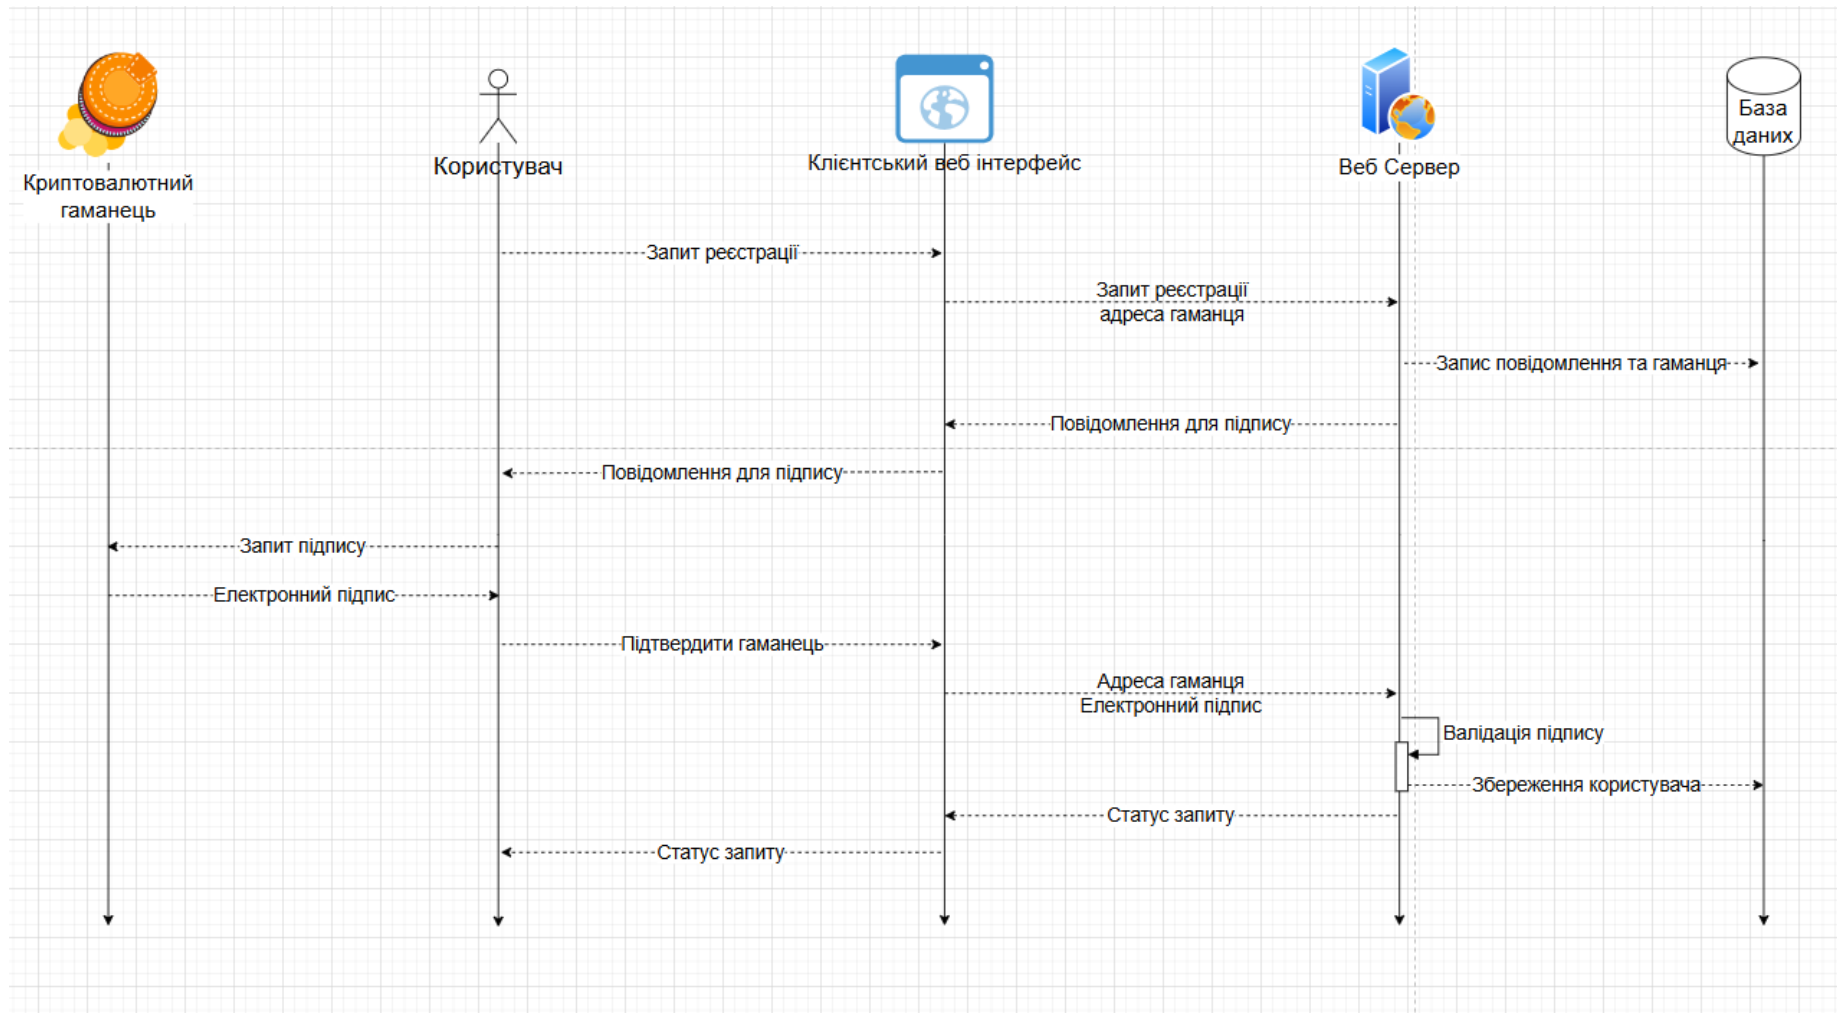 Криптовалютний
гаманець
Користувач
Клієнтський веб інтерфейс
Веб Сервер
База
даних
Запит реєстрації
Запит реєстрації
адреса гаманця
Запис повідомлення та гаманця
Повідомлення для підпису
Повідомлення для підпису
Запит підпису
Електронний підпис
Підтвердити гаманець
Адреса гаманця
Електронний підпис
Валідація підпису
Збереження користувача
Статус запиту
Статус запиту